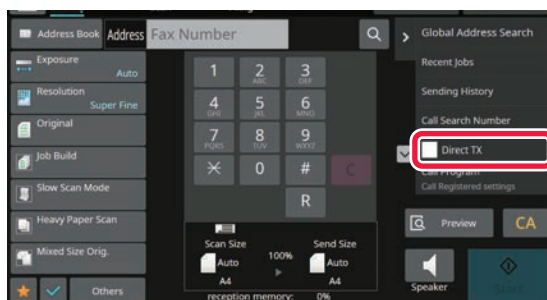 Address Book
Address
Fax Number
Global Address Search
Recent Jobs
Sending History
Call Search Number
Direct TX
Call Program
Call Registered settings
Preview
CA
Speaker
Start
Exposure
Auto
Resolution
Super Fine
Original
Job Build
Slow Scan Mode
Heavy Paper Scan
Mixed Size Orig.
Others
1
2 ABC
3 DEF
4 GHI
5 JKL
6 MNO
7 PQRS
8 TUV
9 WXYZ
0
#
C
R
Scan Size
Send Size
Auto
100%
Auto
A4
A4
reception memory: 0%